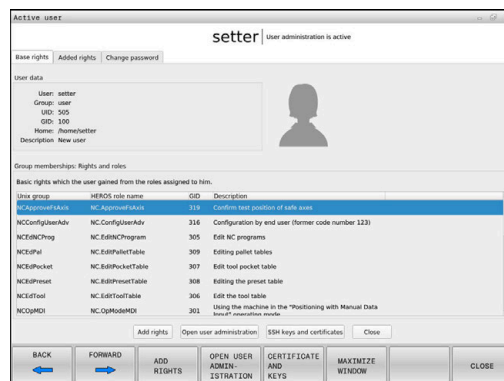 Active user
setter User administration is active
Base rights Added rights Change password
User data
User: setter
Group: user
UID: 505
GID: 100
Home: /home/setter
Description New user
Group memberships: Rights and roles
Basic rights which the user gained from the roles assigned to him.
Unix group HEROS role name GID Description
NCApproveFsAxis NC.ApproveFsAxis 319 Confirm test position of safe axes
NCConfigUserAdv NC.ConfigUserAdv 316 Configuration by end user (former code number 123)
NCEdNCProg NC.EditNCProgram 305 Edit NC programs
NCEdPal NC.EditPalletTable 309 Editing pallet tables
NCEdPocket NC.EditPocketTable 307 Edit tool pocket table
NCEdPreset NC.EditPresetTable 308 Editing the preset table
NCEdTool NC.EditToolTable 306 Edit the tool table
NCOpMDI NC.OpModeMDI 301 Using the machine in the "Positioning with Manual Data
Input" operating mode
Add rights Open user administration SSH keys and certificates Close
BACK FORWARD ADD RIGHTS OPEN USER ADMIN- ISTRATION CERTIFICATE AND KEYS MAXIMIZE WINDOW CLOSE